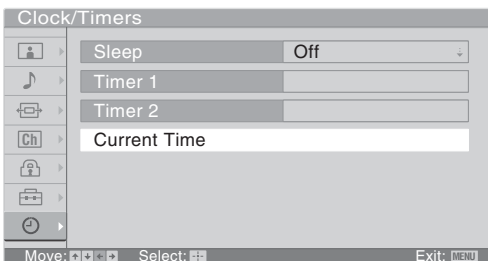 Clock/Timers
Sleep Off
Timer 1
Timer 2
Ch
Current Time
Move: Select: Exit: MENU